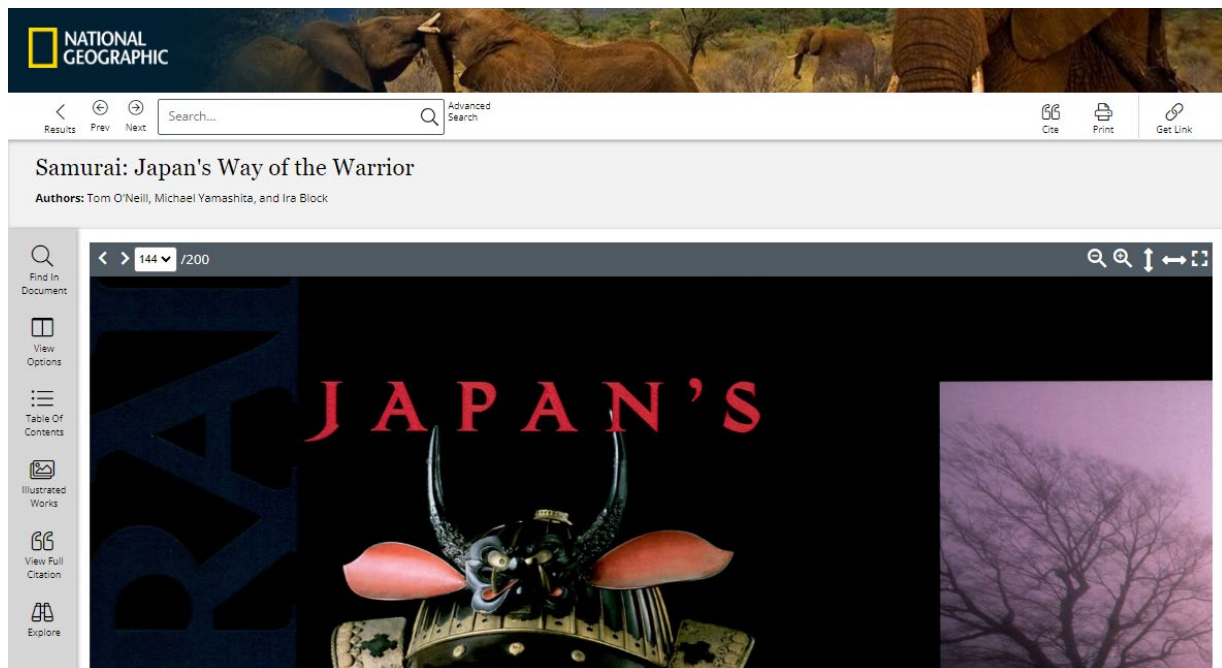 NATIONAL
GEOGRAPHIC
Results
Prev
Next
Search...
Advanced
Search
Cite
Print
Get Link
Samurai: Japan's Way of the Warrior
Authors: Tom O'Neill, Michael Yamashita, and Ira Block
Find In
Document
144 /200
View
Options
Table Of
Contents
Illustrated
Works
View Full
Citation
Explore
RAI
JAPAN'S